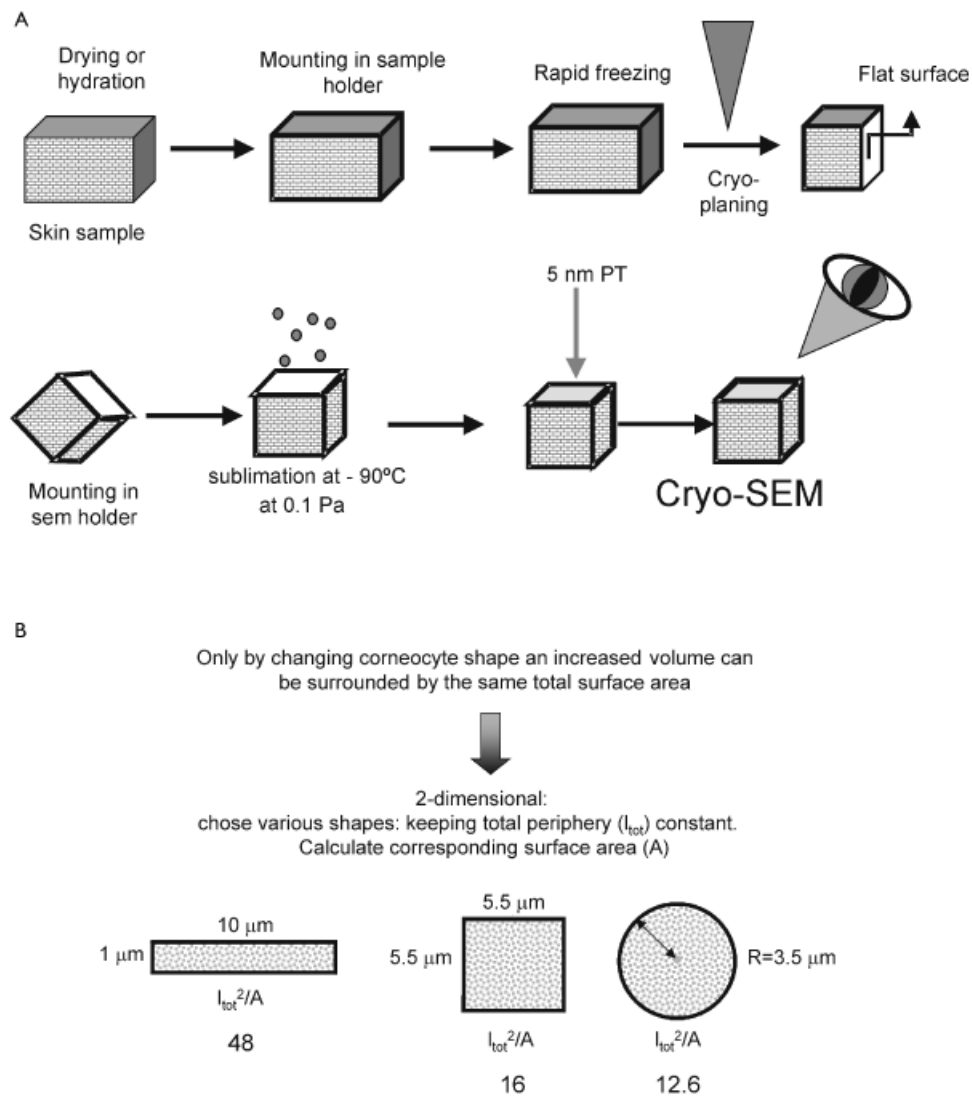 A
Drying or
hydration
Mounting in sample
holder
Rapid freezing
Flat surface
Cryo-
planing
Skin sample
5 nm PT
Mounting in
sem holder
sublimation at - 90ºC
at 0.1 Pa
Cryo-SEM
B
Only by changing corneocyte shape an increased volume can
be surrounded by the same total surface area
2-dimensional:
chose various shapes: keeping total periphery (l_tot) constant.
Calculate corresponding surface area (A)
10 μm
1 μm
l_tot²/A
48
5.5 μm
5.5 μm
l_tot²/A
16
R=3.5 μm
l_tot²/A
12.6